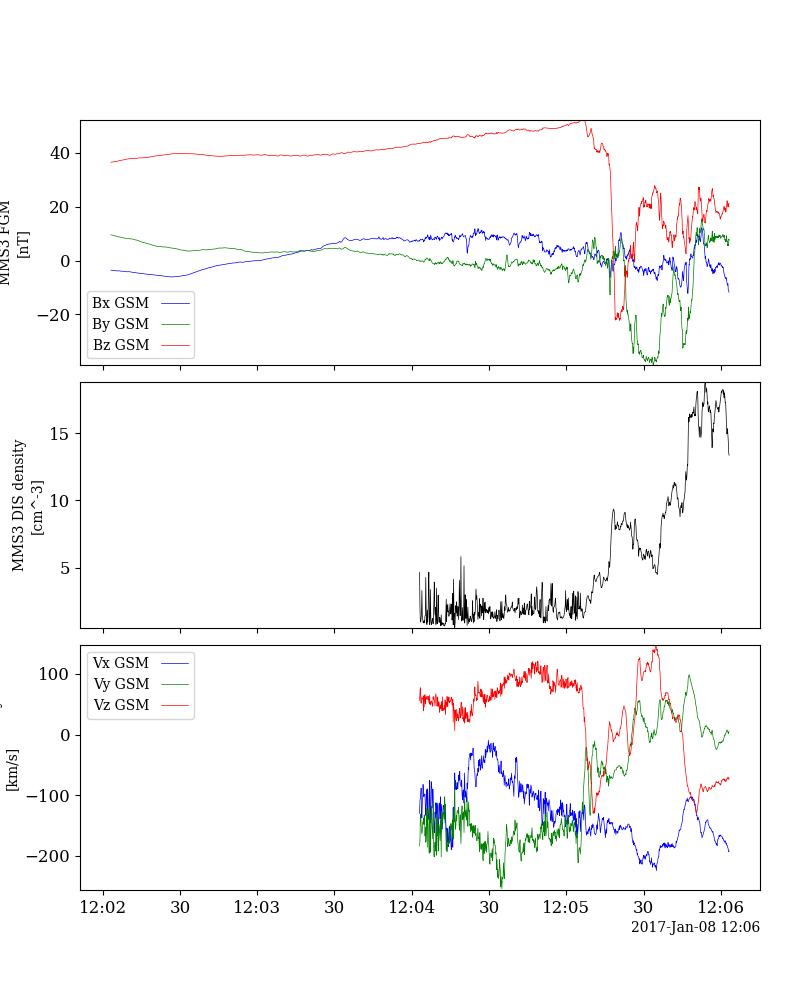 MMS3 FGM
[nT]
40
20
0
−20
Bx GSM
By GSM
Bz GSM
MMS3 DIS density
[cm^-3]
15
10
5
[km/s]
100
0
−100
−200
Vx GSM
Vy GSM
Vz GSM
12:02 30 12:03 30 12:04 30 12:05 30 12:06
2017-Jan-08 12:06